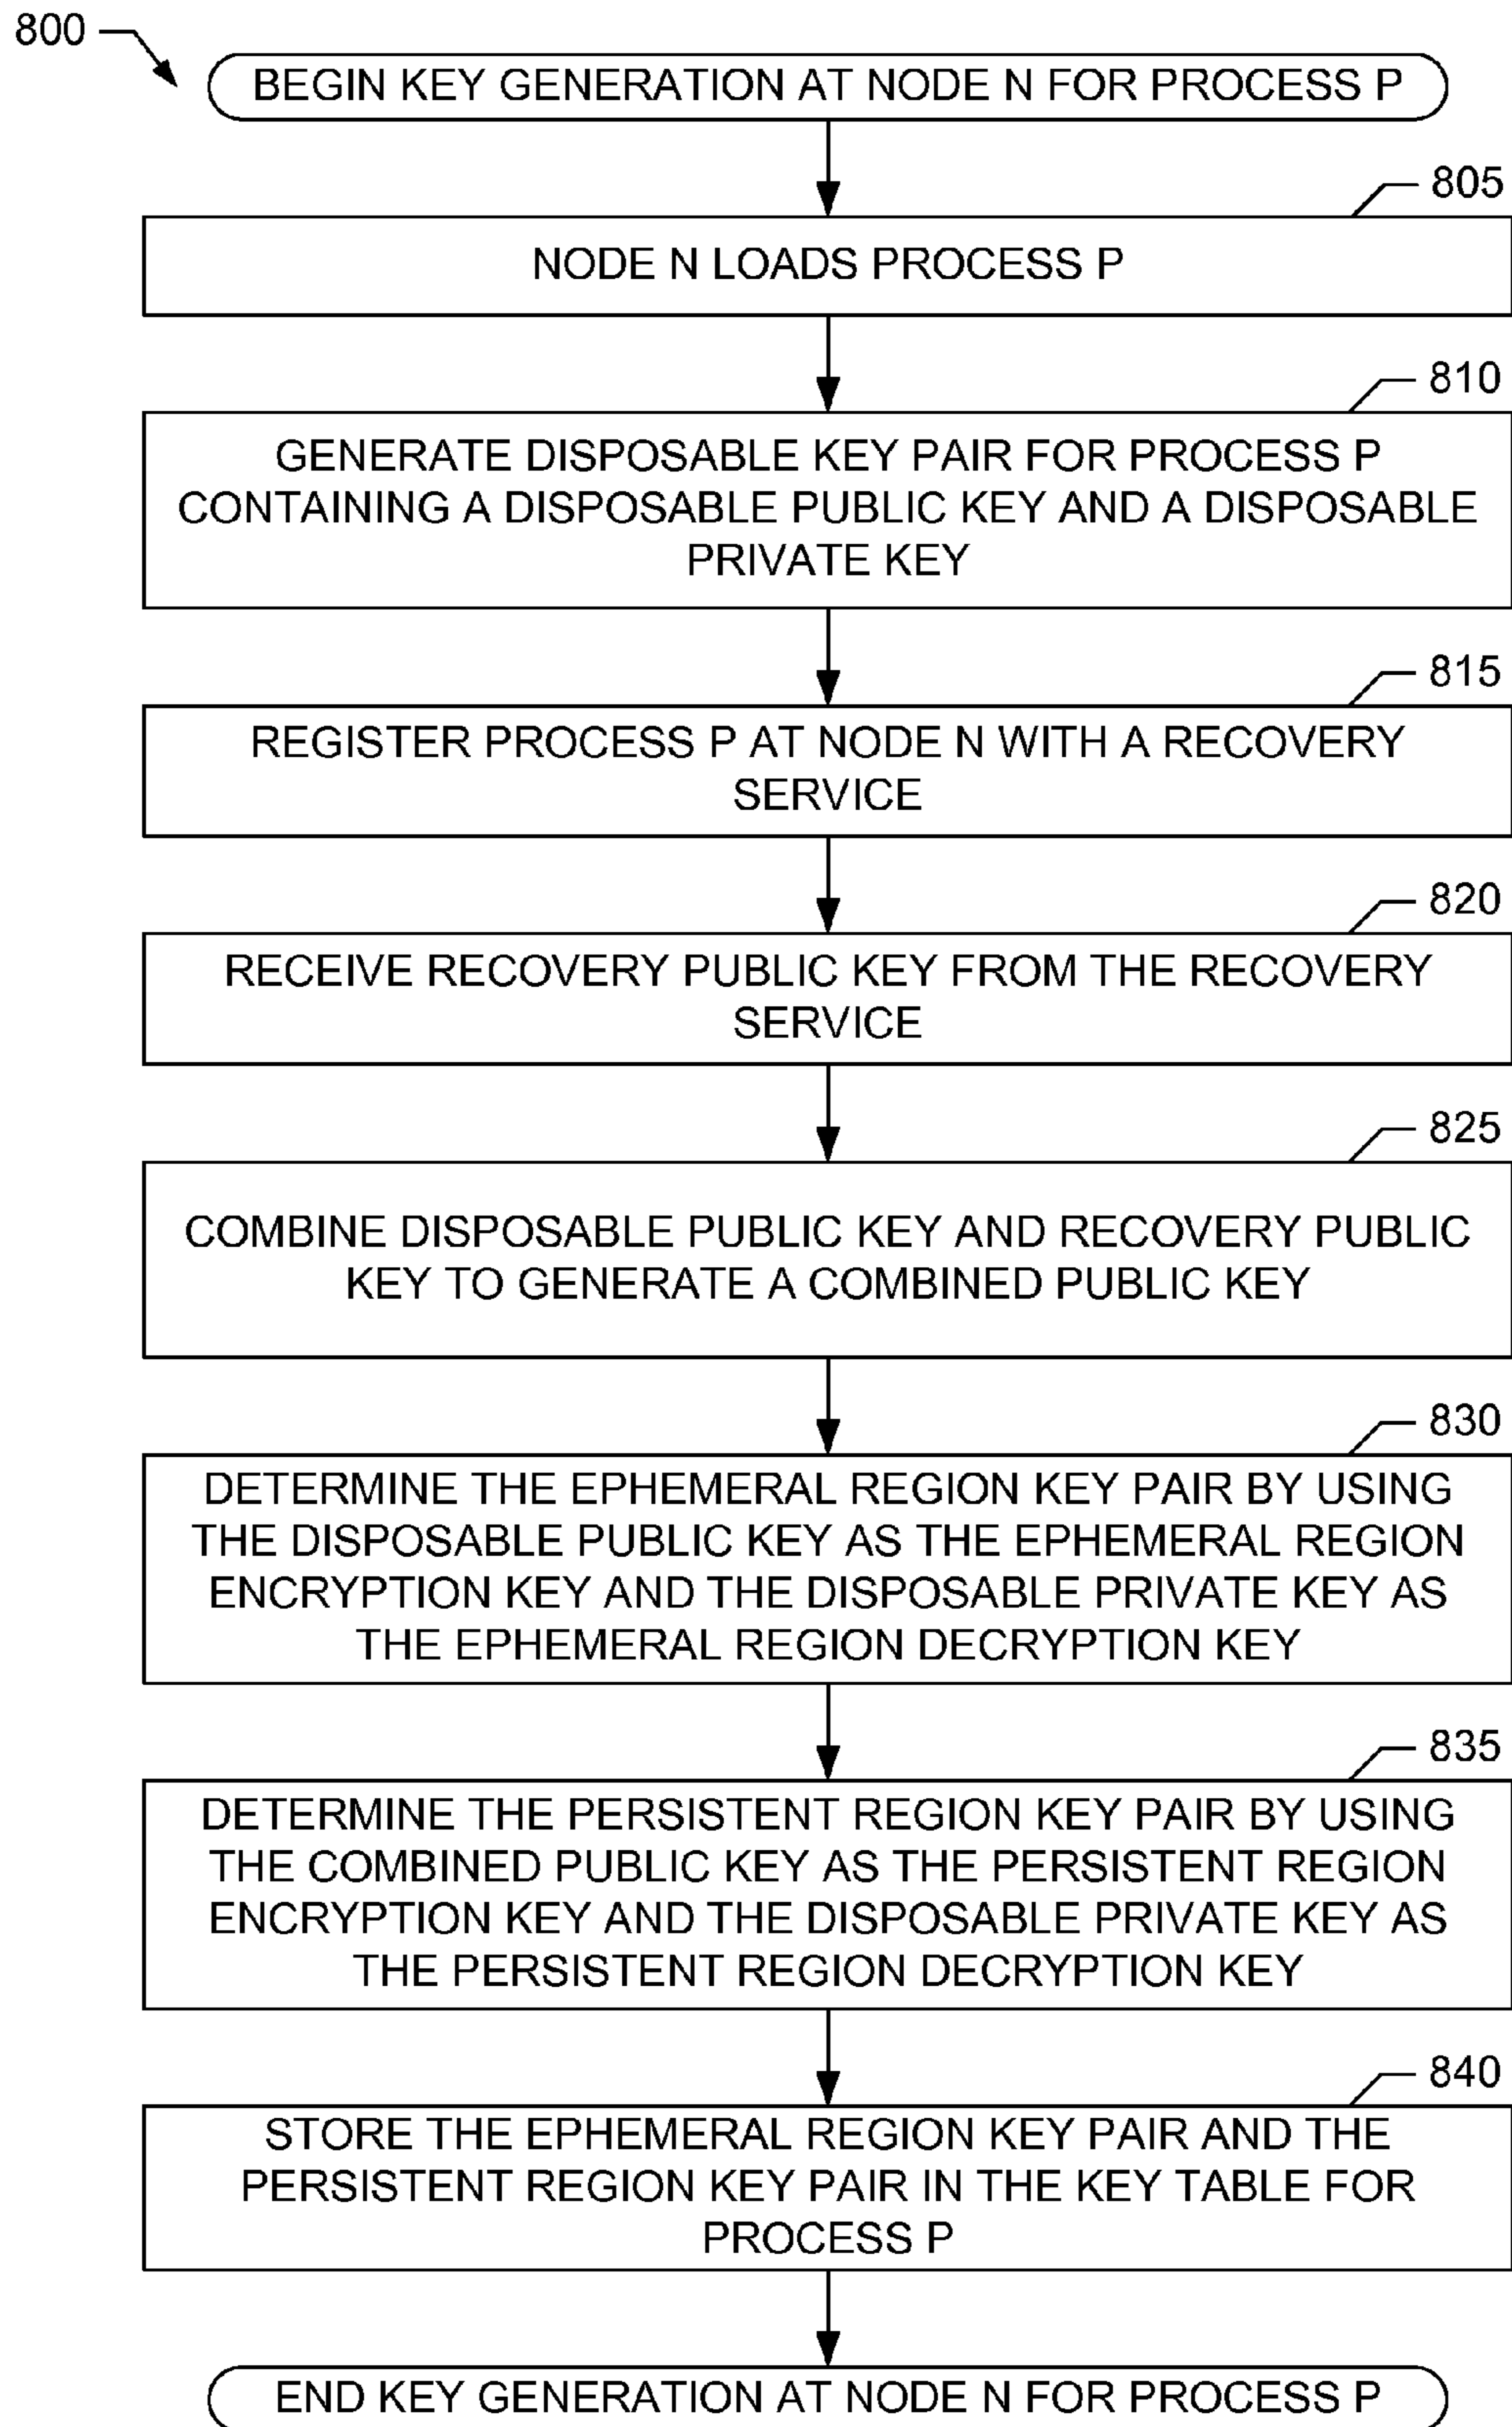 800
BEGIN KEY GENERATION AT NODE N FOR PROCESS P
805
NODE N LOADS PROCESS P
810
GENERATE DISPOSABLE KEY PAIR FOR PROCESS P
CONTAINING A DISPOSABLE PUBLIC KEY AND A DISPOSABLE
PRIVATE KEY
815
REGISTER PROCESS P AT NODE N WITH A RECOVERY
SERVICE
820
RECEIVE RECOVERY PUBLIC KEY FROM THE RECOVERY
SERVICE
825
COMBINE DISPOSABLE PUBLIC KEY AND RECOVERY PUBLIC
KEY TO GENERATE A COMBINED PUBLIC KEY
830
DETERMINE THE EPHEMERAL REGION KEY PAIR BY USING
THE DISPOSABLE PUBLIC KEY AS THE EPHEMERAL REGION
ENCRYPTION KEY AND THE DISPOSABLE PRIVATE KEY AS
THE EPHEMERAL REGION DECRYPTION KEY
835
DETERMINE THE PERSISTENT REGION KEY PAIR BY USING
THE COMBINED PUBLIC KEY AS THE PERSISTENT REGION
ENCRYPTION KEY AND THE DISPOSABLE PRIVATE KEY AS
THE PERSISTENT REGION DECRYPTION KEY
840
STORE THE EPHEMERAL REGION KEY PAIR AND THE
PERSISTENT REGION KEY PAIR IN THE KEY TABLE FOR
PROCESS P
END KEY GENERATION AT NODE N FOR PROCESS P